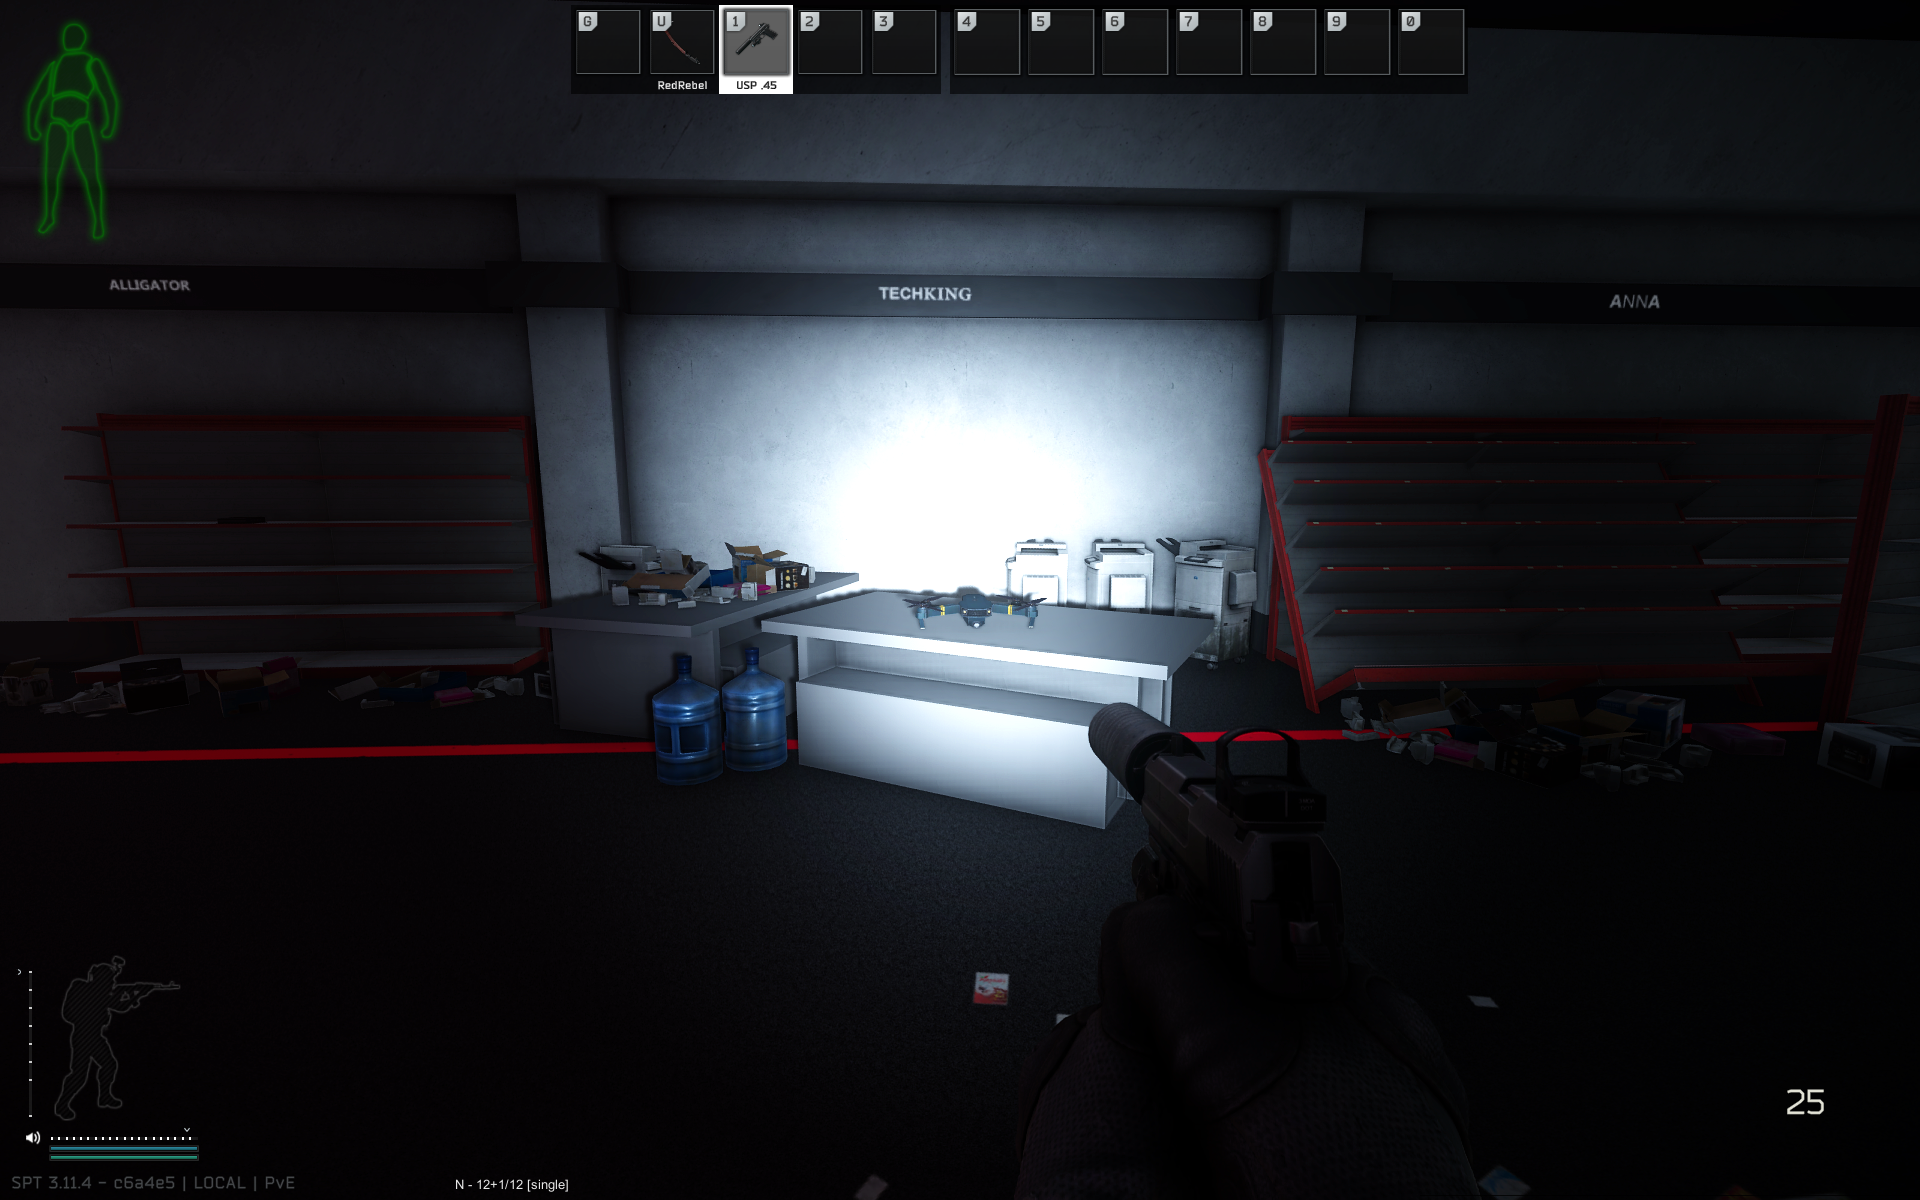 G
U
1
2
3
4
5
6
7
8
9
0
RedRebel
USP .45
ALLIGATOR
TECHKING
ANNA
25
SPT 3.11.4 – c6a4e5 | LOCAL | PvE
N - 12+1/12 [single]